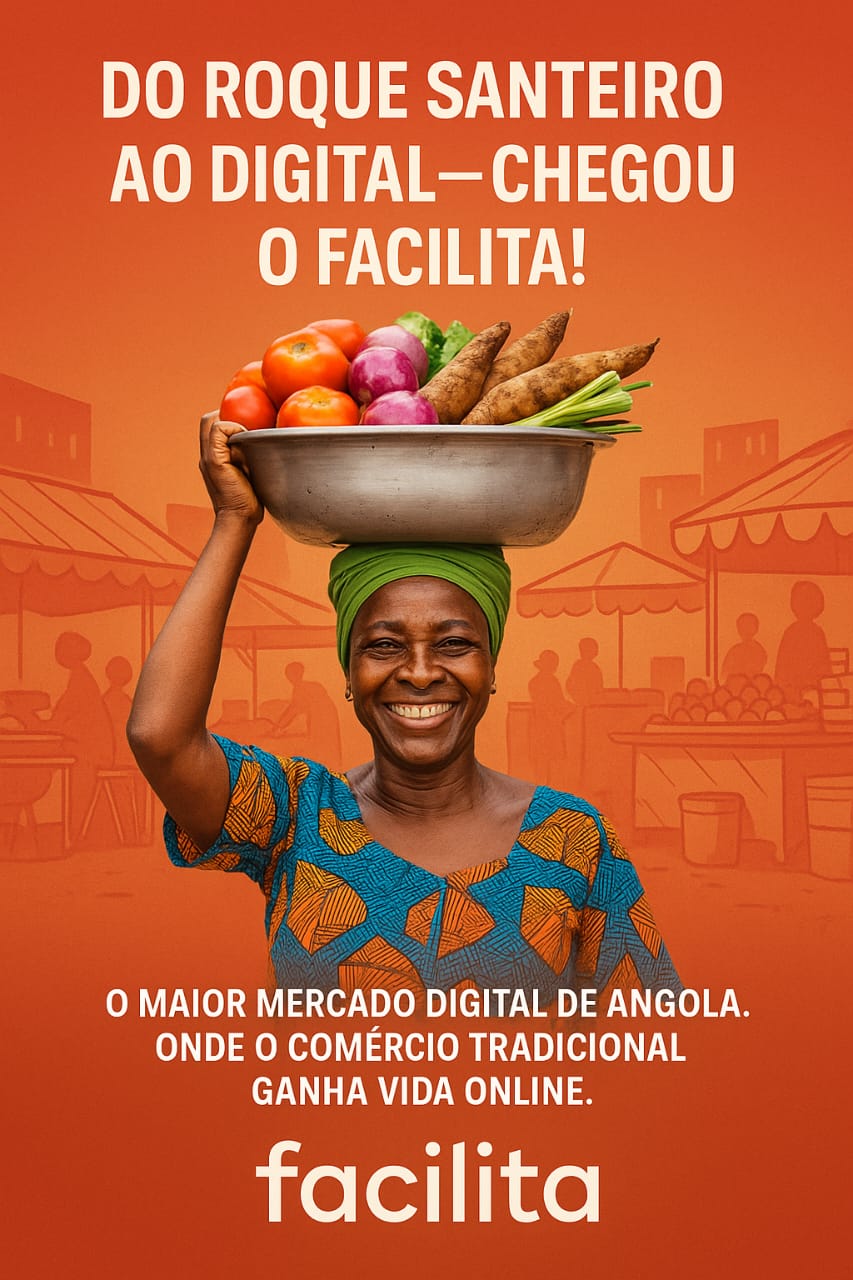 DO ROQUE SANTEIRO
AO DIGITAL—CHEGOU
O FACILITA!
O MAIOR MERCADO DIGITAL DE ANGOLA.
ONDE O COMÉRCIO TRADICIONAL
GANHA VIDA ONLINE.
facilita